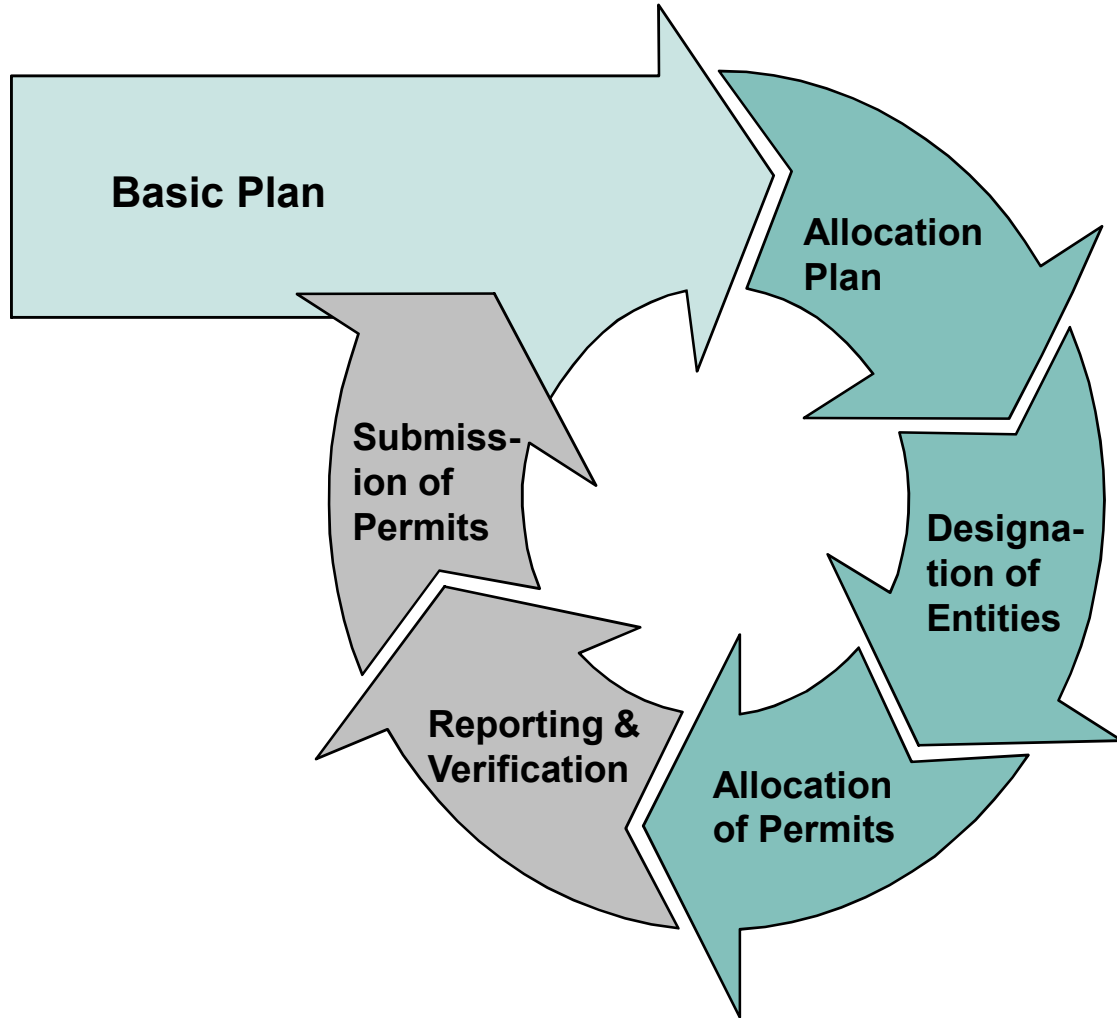 Basic Plan
Allocation
Plan
Designa-
tion of
Entities
Allocation
of Permits
Reporting &
Verification
Submiss-
ion of
Permits